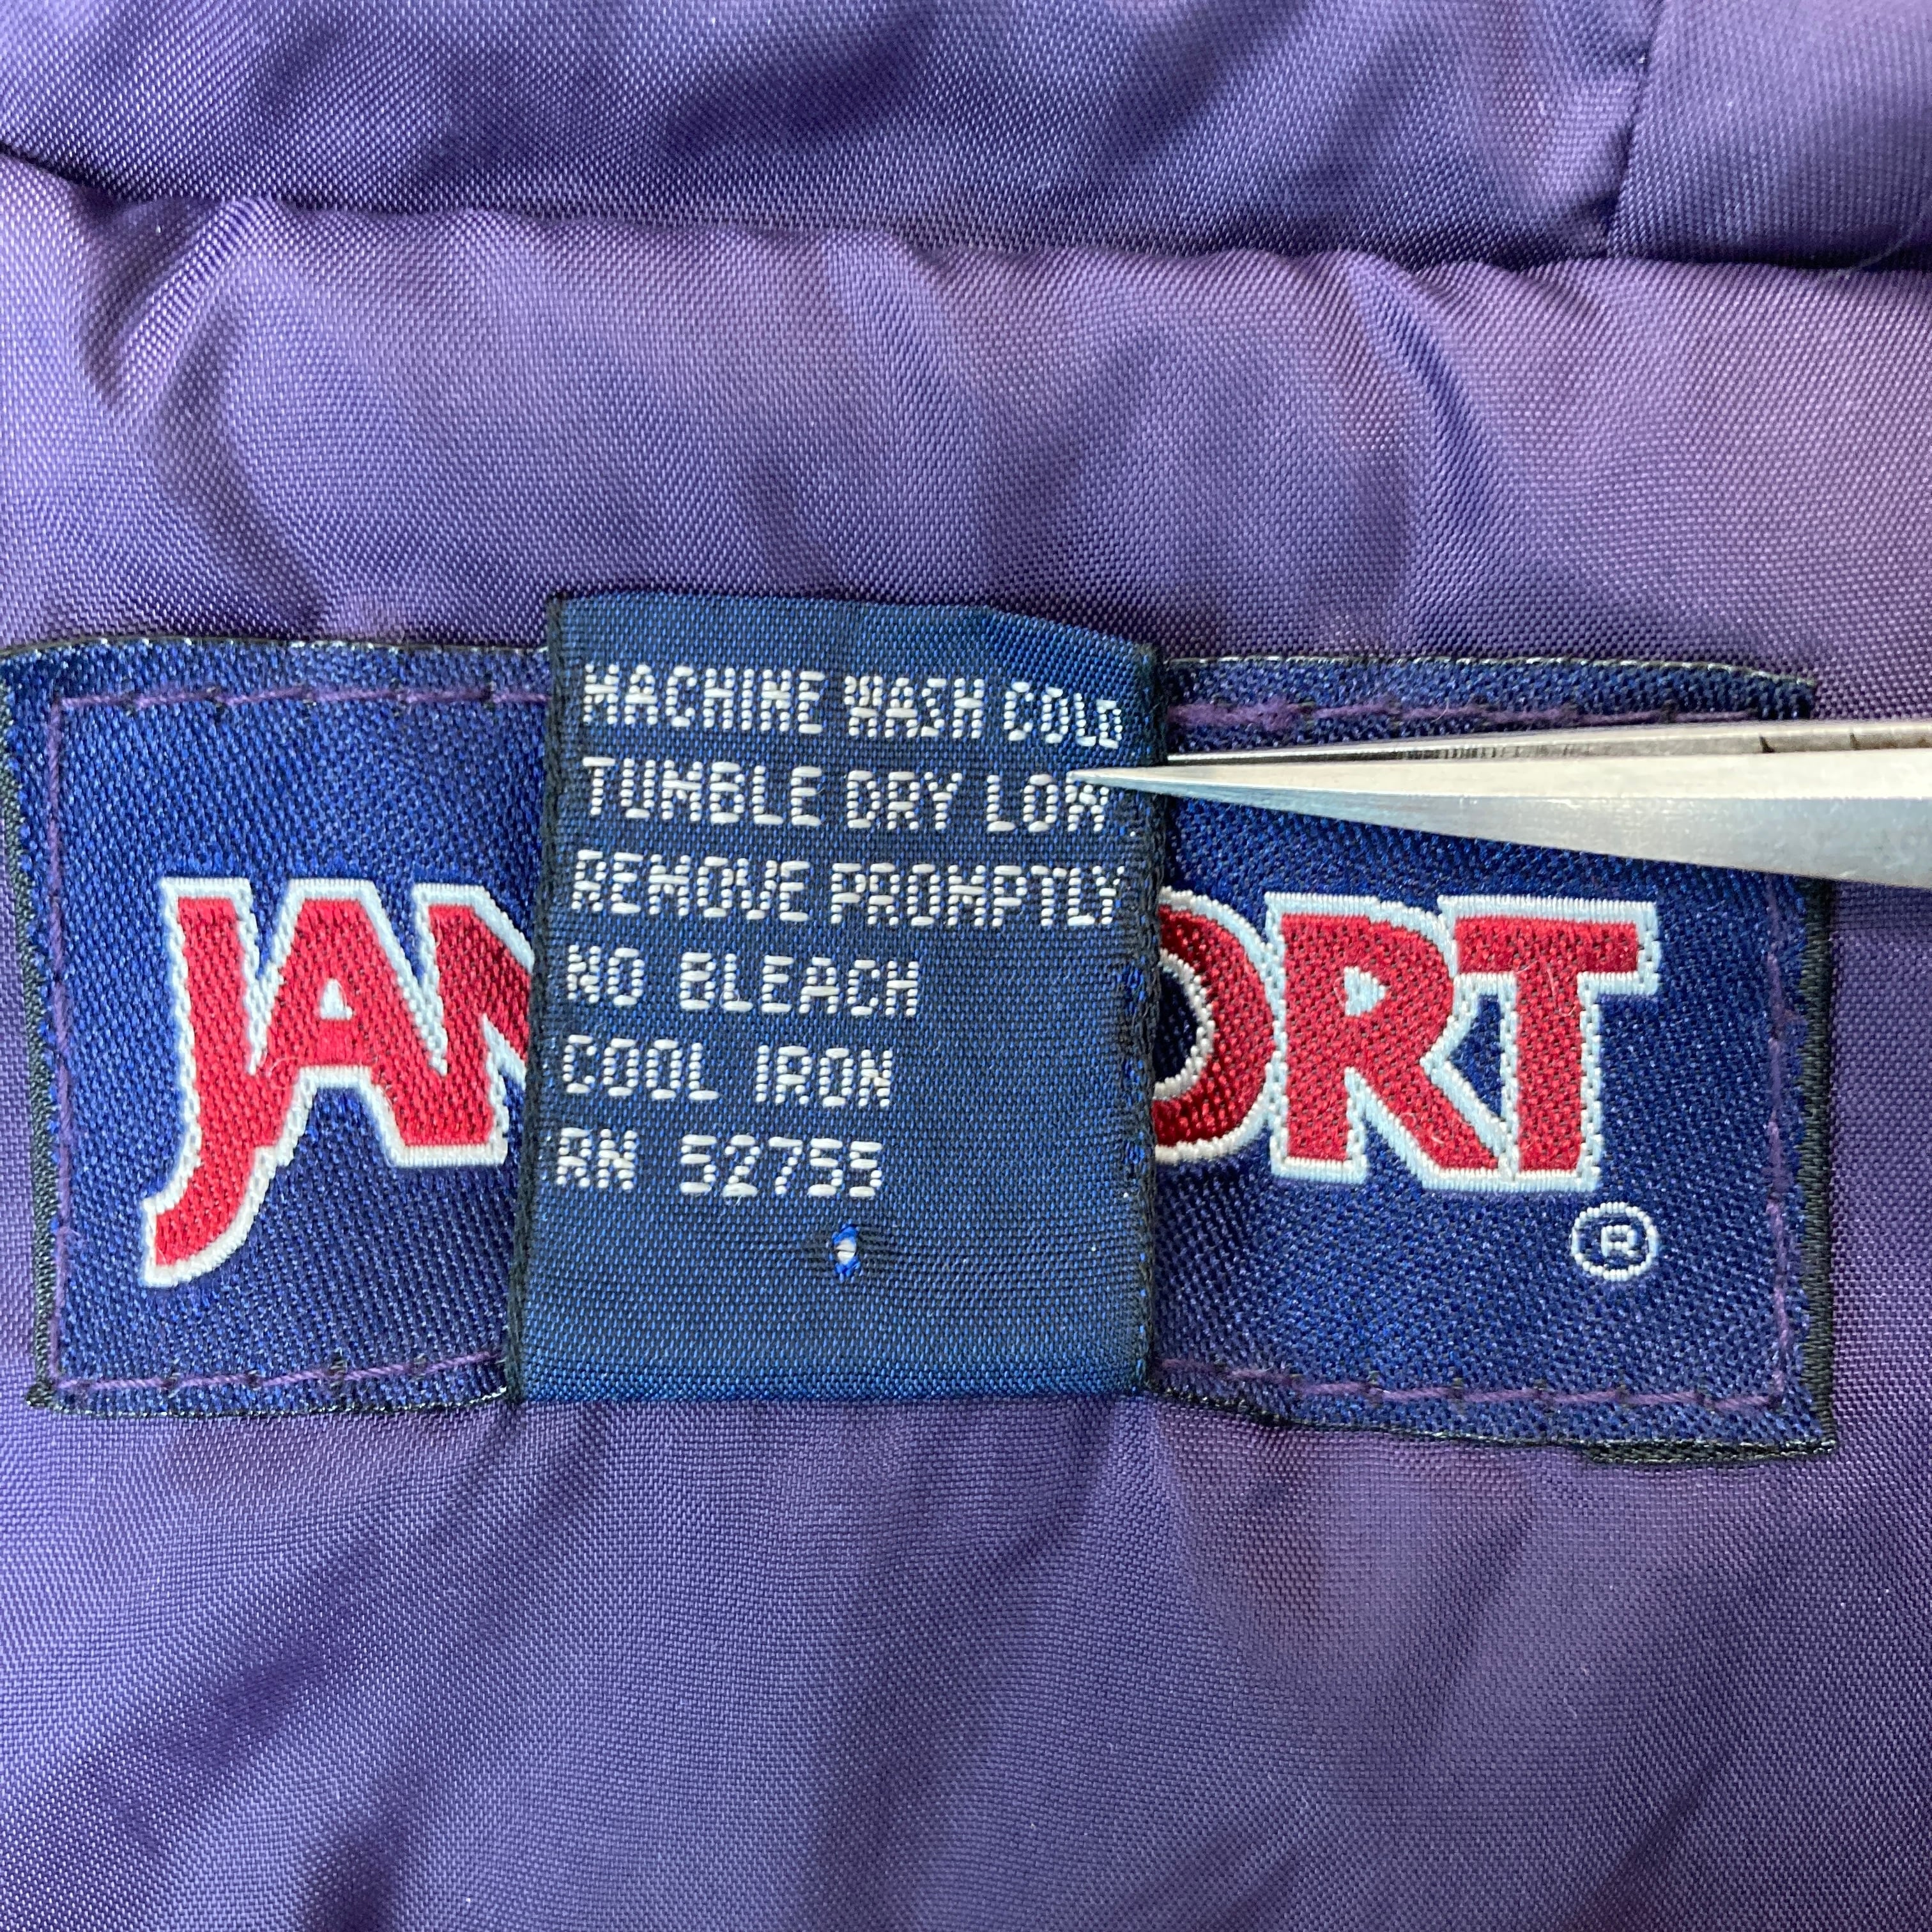 MACHINE WASH COLD
TUMBLE DRY LOW
REMOVE PROMPTLY
NO BLEACH
COOL IRON
RN 52755
JAN ORT ®